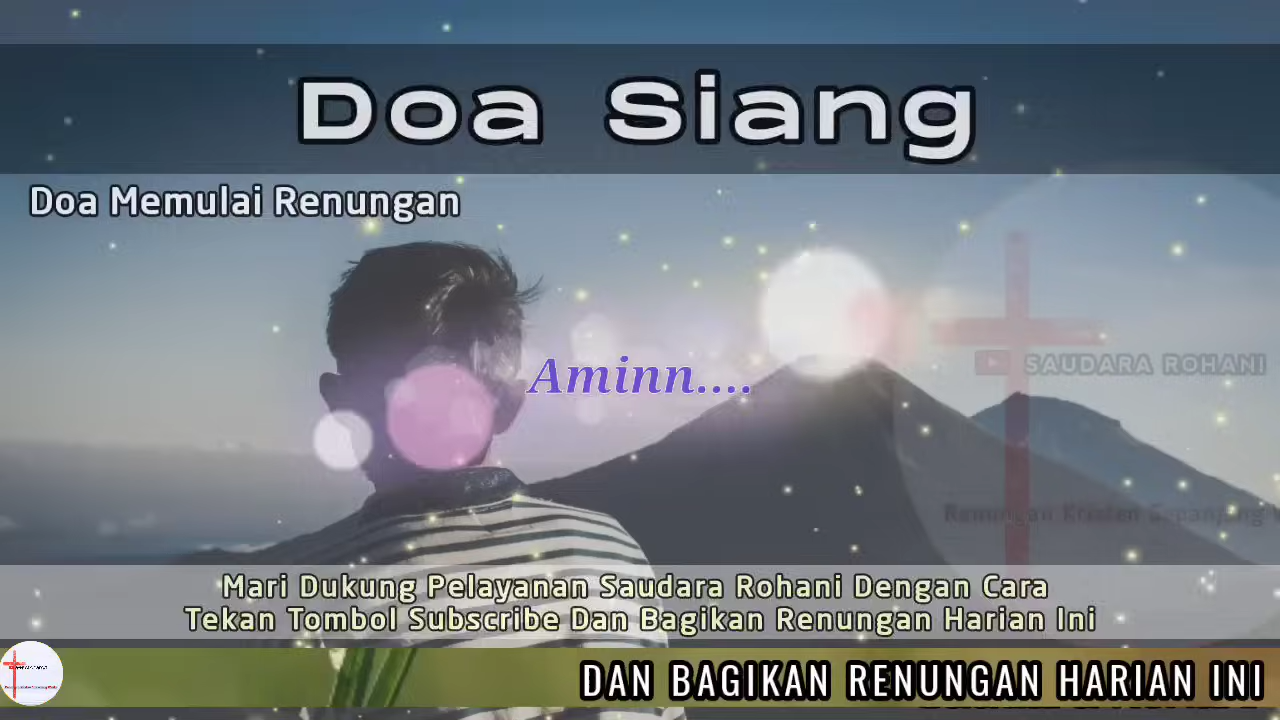 Doa Siang
Doa Memulai Renungan
SAUDARA ROHANI
Aminn....
Mari Dukung Pelayanan Saudara Rohani Dengan Cara
Tekan Tombol Subscribe Dan Bagikan Renungan Harian Ini
DAN BAGIKAN RENUNGAN HARIAN INI